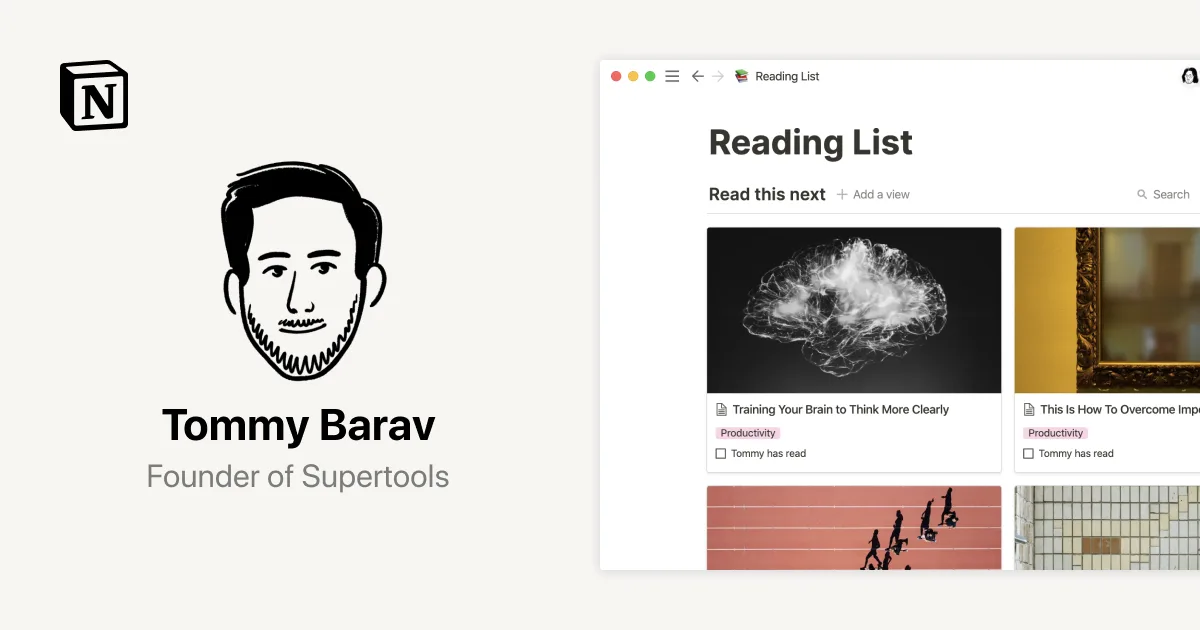 N
Tommy Barav
Founder of Supertools
Reading List
Reading List
Read this next
Add a view
Search
Training Your Brain to Think More Clearly
Productivity
Tommy has read
This Is How To Overcome
Productivity
Tommy has read